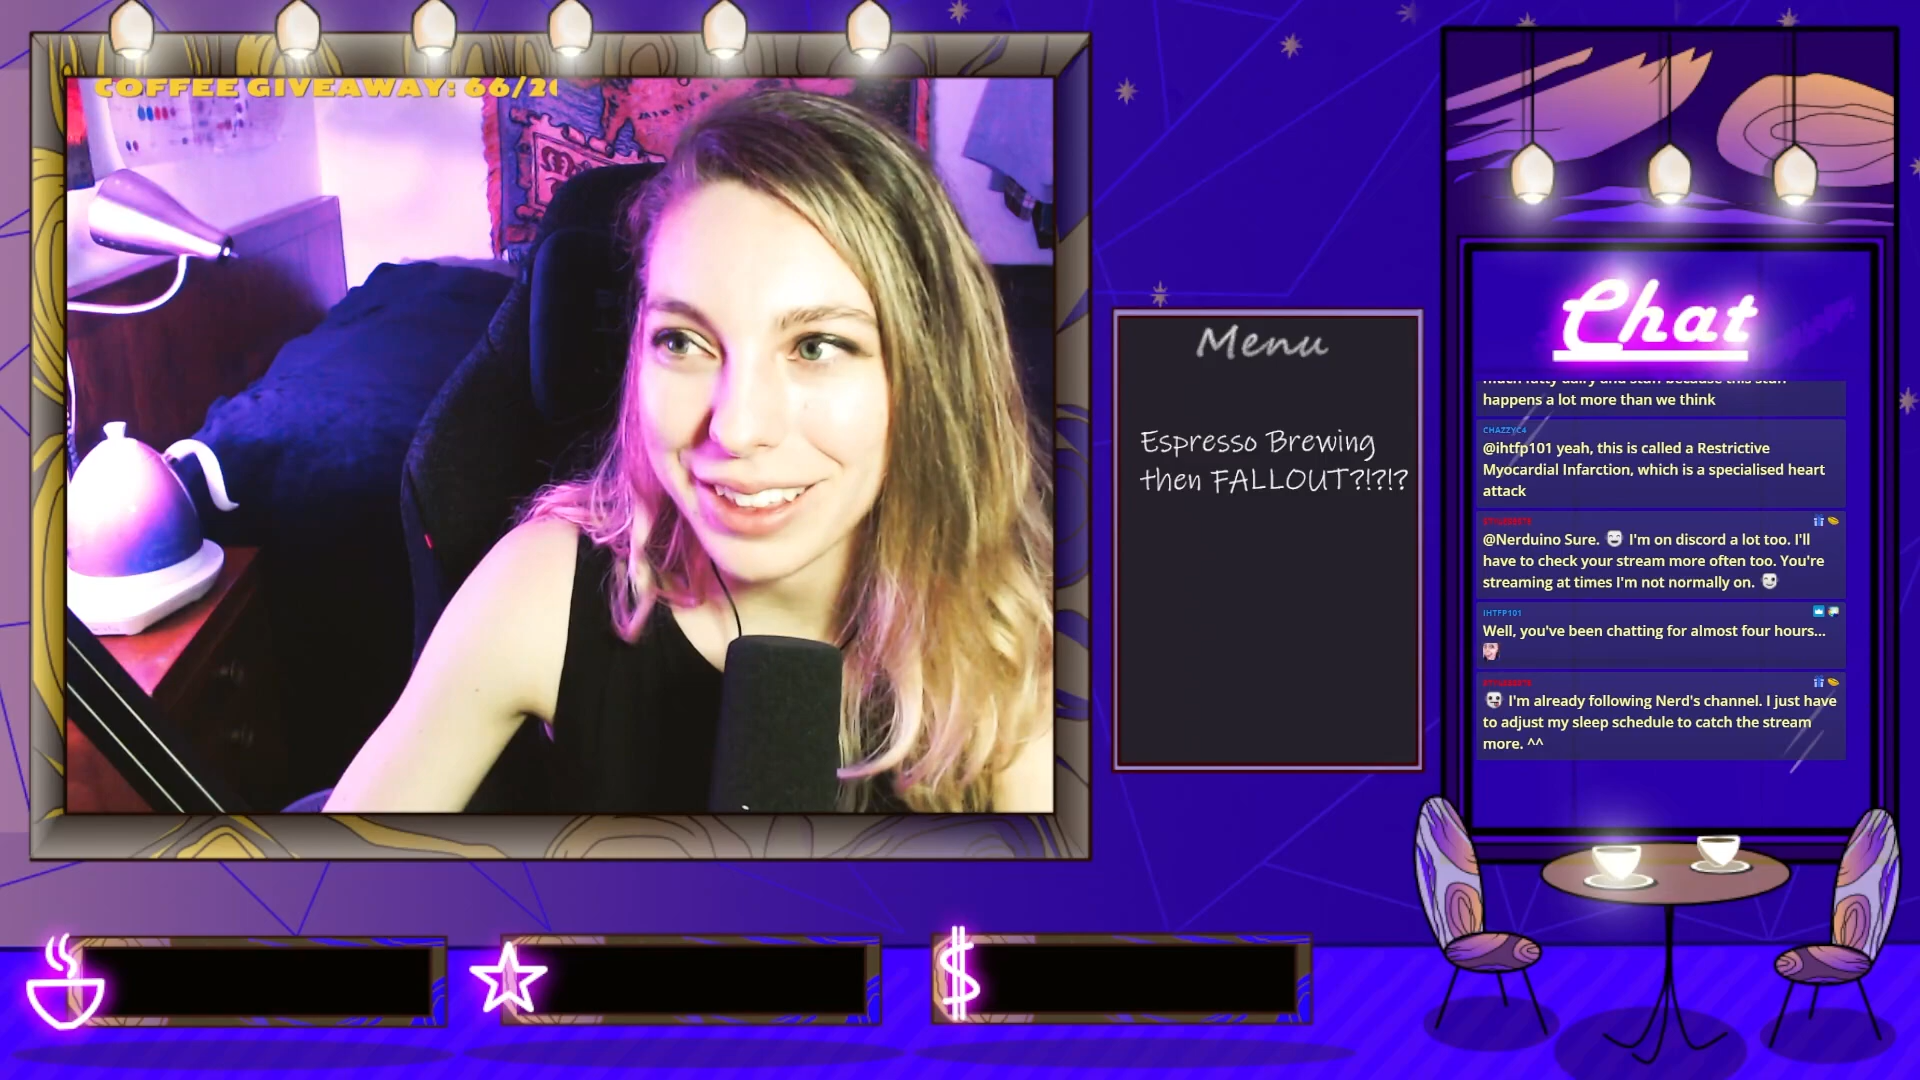 COFFEE GIVEAWAY: 66/20
Menu
Espresso Brewing
then FALLOUT?!?!?
Chat
happens a lot more than we think
CHAZZYC4
@ihtfp101 yeah, this is called a Restrictive
Myocardial Infarction, which is a specialised heart
attack
@Nerduino Sure. I'm on discord a lot too. I'll
have to check your stream more often too. You're
streaming at times I'm not normally on.
IHTFP101
Well, you've been chatting for almost four hours...
I'm already following Nerd's channel. I just have
to adjust my sleep schedule to catch the stream
more. ^^